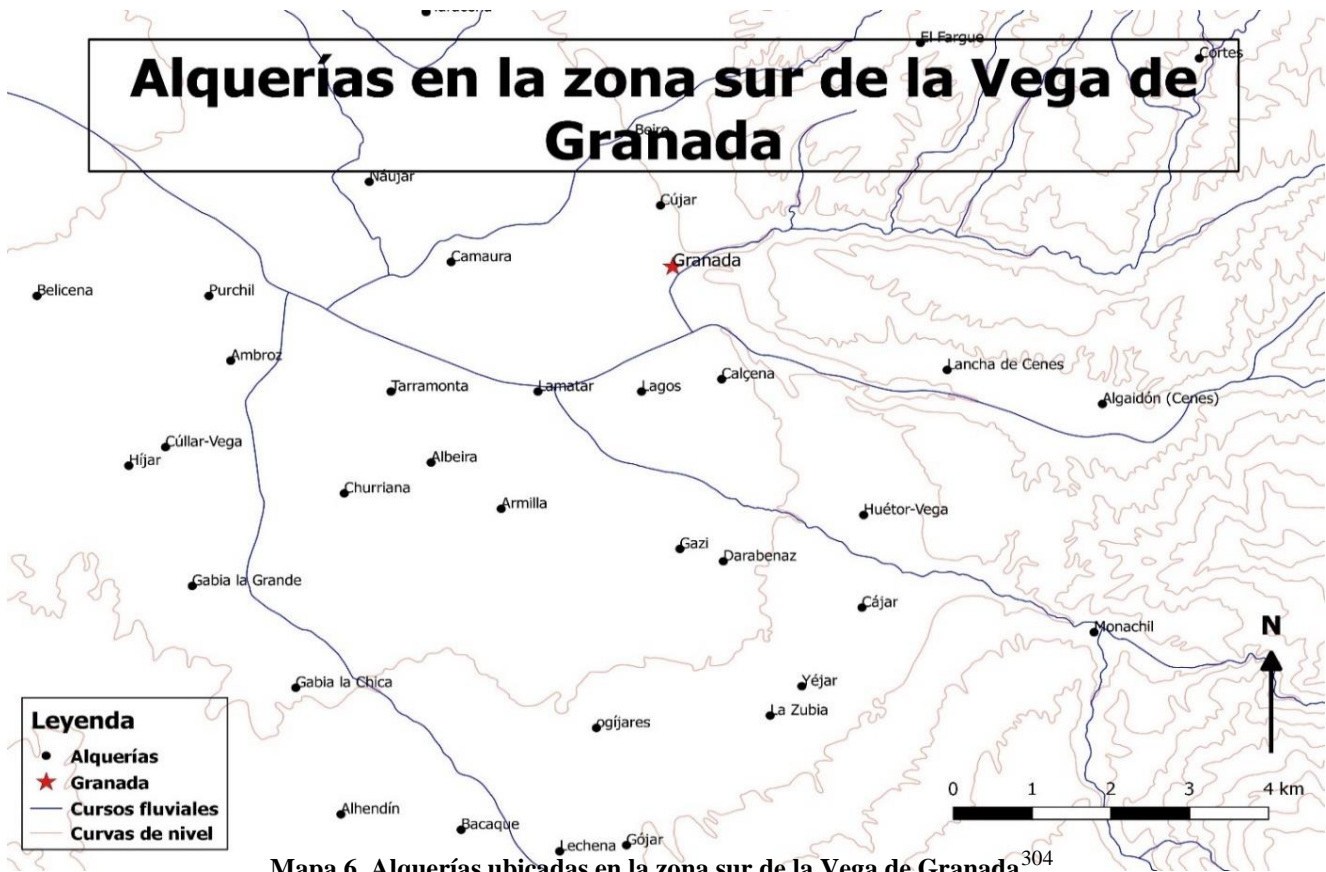 El Fargue
Cortes
Alquerías en la zona sur de la Vega de
Granada
Beiro
Náujar
Cújar
Camaura
Granada
Belicena
Purchil
Ambroz
Tarramonta
Lamatar
Lagos
Calçena
Lancha de Cenes
Algaidón (Cenes)
Cúllar-Vega
Híjar
Albeira
Churriana
Armilla
Huétor-Vega
Gazi
Darabenaz
Gabia la Grande
Cájar
Monachil
N
Gabia la Chica
Yéjar
La Zubia
ogíjares
Leyenda
Alquerías
Granada
Cursos fluviales
Curvas de nivel
0 1 2 3 4 km
Alhendín
Bacaque
Lechena
Gójar
Mapa 6. Alquerías ubicadas en la zona sur de la Vega de Granada 304